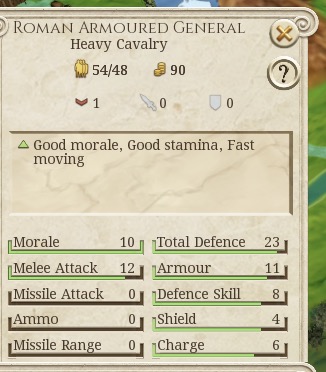 Roman Armoured General
Heavy Cavalry
54/48 90
1 0 0
?
Good morale, Good stamina, Fast
moving
Morale 10 Total Defence 23
Melee Attack 12 Armour 11
Missile Attack 0 Defence Skill 8
Ammo 0 Shield 4
Missile Range 0 Charge 6